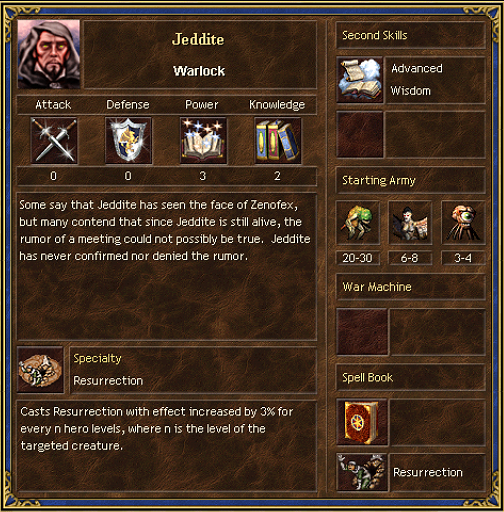 Jeddite
Warlock
Attack Defense Power Knowledge
0 0 3 2
Some say that Jeddite has seen the face of Zenofex,
but many contend that since Jeddite is still alive, the
rumor of a meeting could not possibly be true. Jeddite
has never confirmed nor denied the rumor.
Specialty
Resurrection
Casts Resurrection with effect increased by 3% for
every n hero levels, where n is the level of the
targeted creature.
Second Skills
Advanced
Wisdom
Starting Army
20-30 6-8 3-4
War Machine
Spell Book
Resurrection